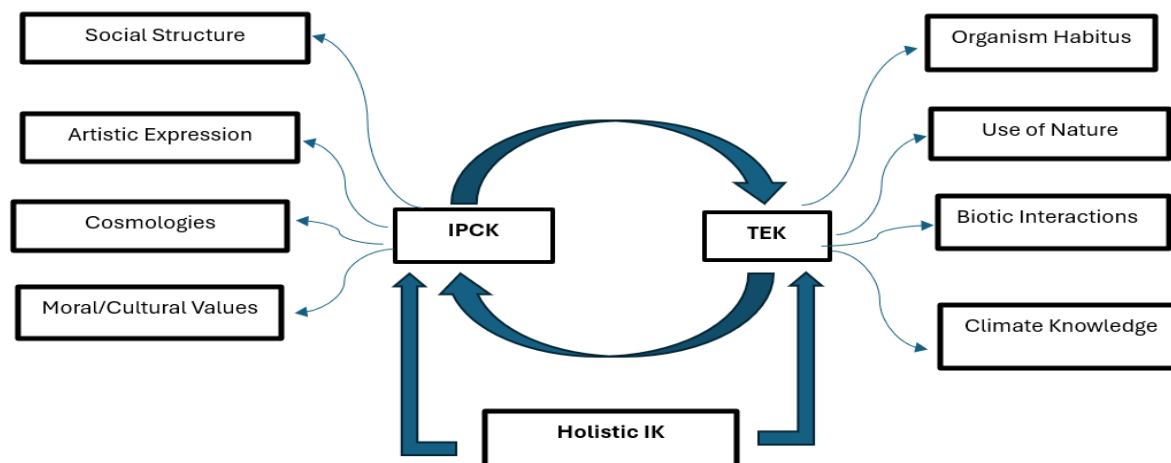 Social Structure
Artistic Expression
Cosmologies
Moral/Cultural Values
IPCK
TEK
Holistic IK
Organism Habitus
Use of Nature
Biotic Interactions
Climate Knowledge